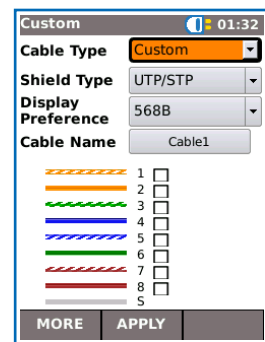 Custom 01:32
Cable Type Custom
Shield Type UTP/STP
Display Preference 568B
Cable Name Cable1
1
2
3
4
5
6
7
8
S
MORE APPLY